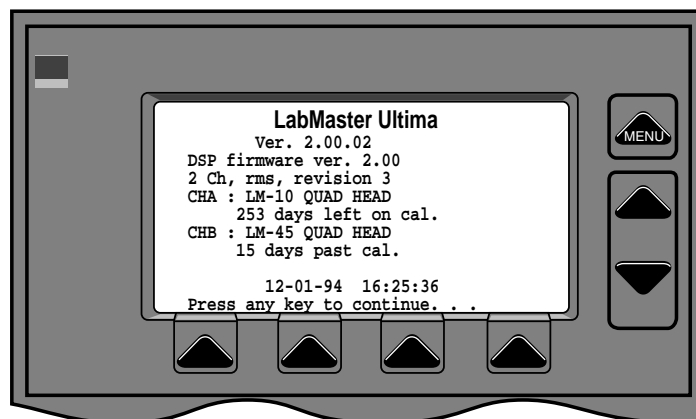 LabMaster Ultima
Ver. 2.00.02
DSP firmware ver. 2.00
2 Ch, rms, revision 3
CHA : LM-10 QUAD HEAD
253 days left on cal.
CHB : LM-45 QUAD HEAD
15 days past cal.
12-01-94 16:25:36
Press any key to continue. . .
MENU